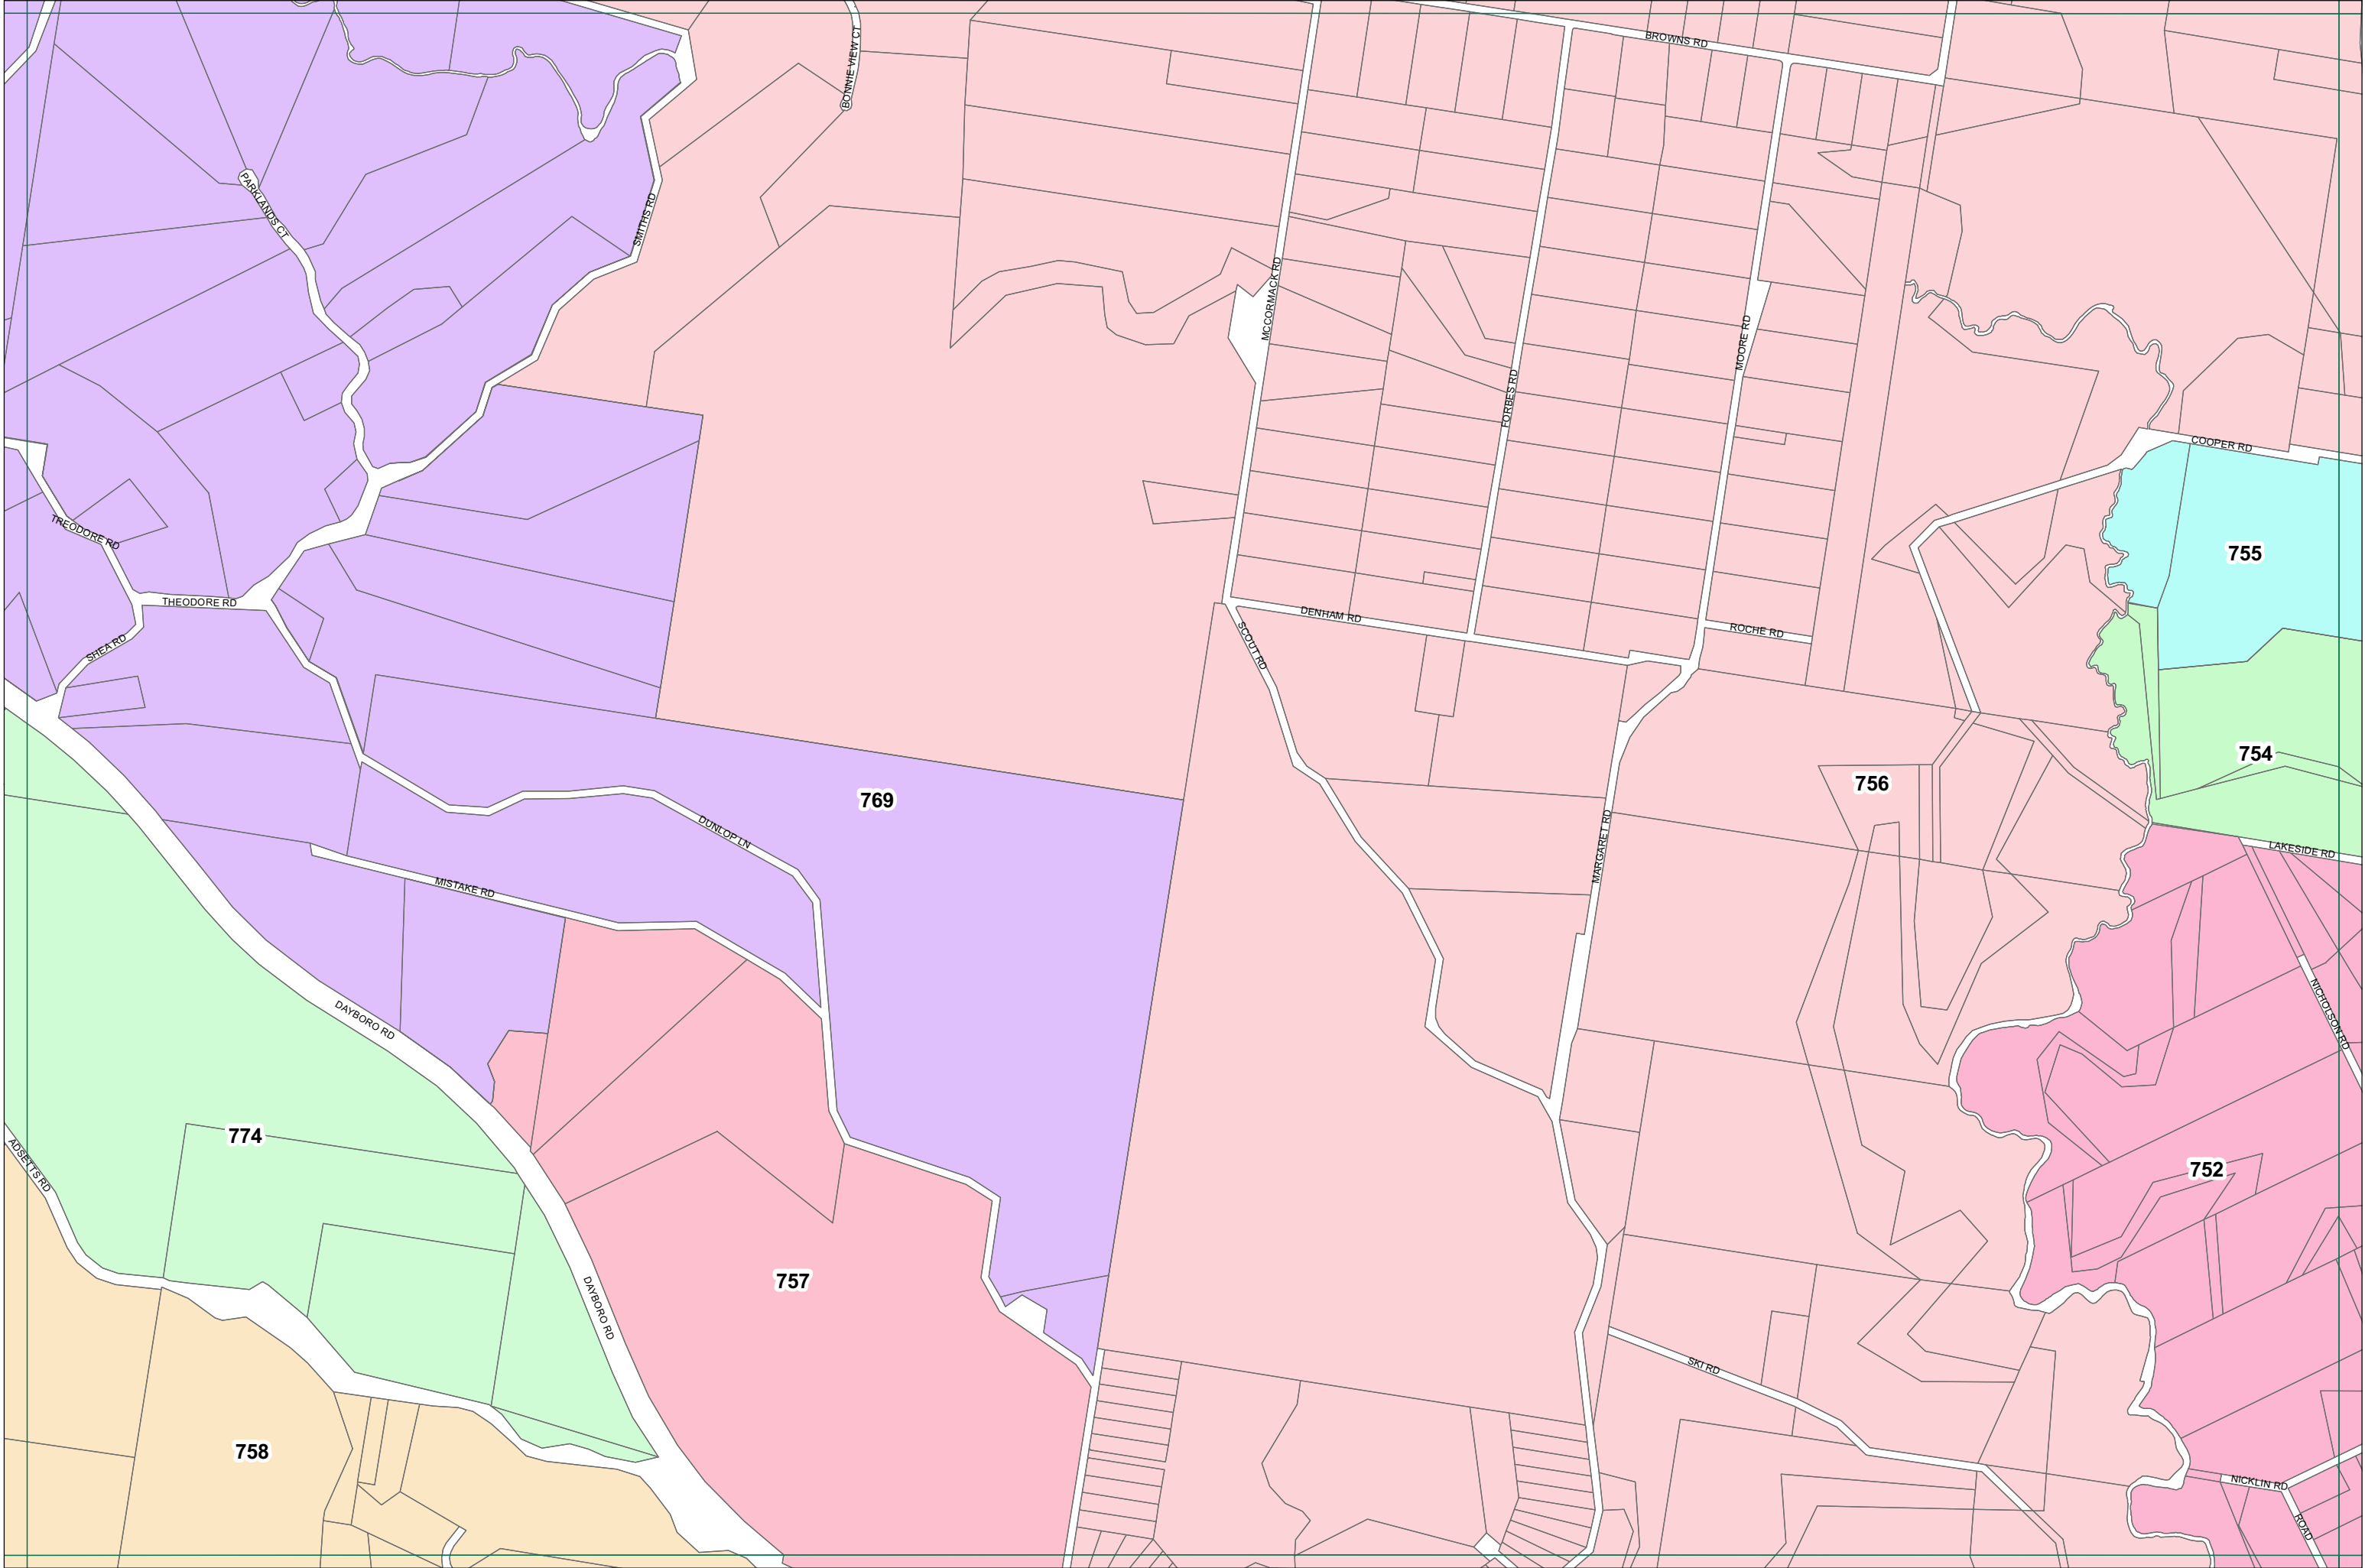 BROWNS RD
BONNIE VIEW CT
PARKLANDS CT
SMITHS RD
MCCORMACK RD
MOORE RD
FORBES RD
COOPER RD
TREODORE RD
755
THEODORE RD
DENHAM RD
ROCHE RD
SCOUT RD
SHEA RD
754
756
769
DUNLOP LN
MARGARET RD
LAKESIDE RD
MISTAKE RD
NICHOLSON RD
DAYBORO RD
774
ADSETTS RD
752
757
DAYBORO RD
SKI RD
758
NICKLIN RD
ROAD